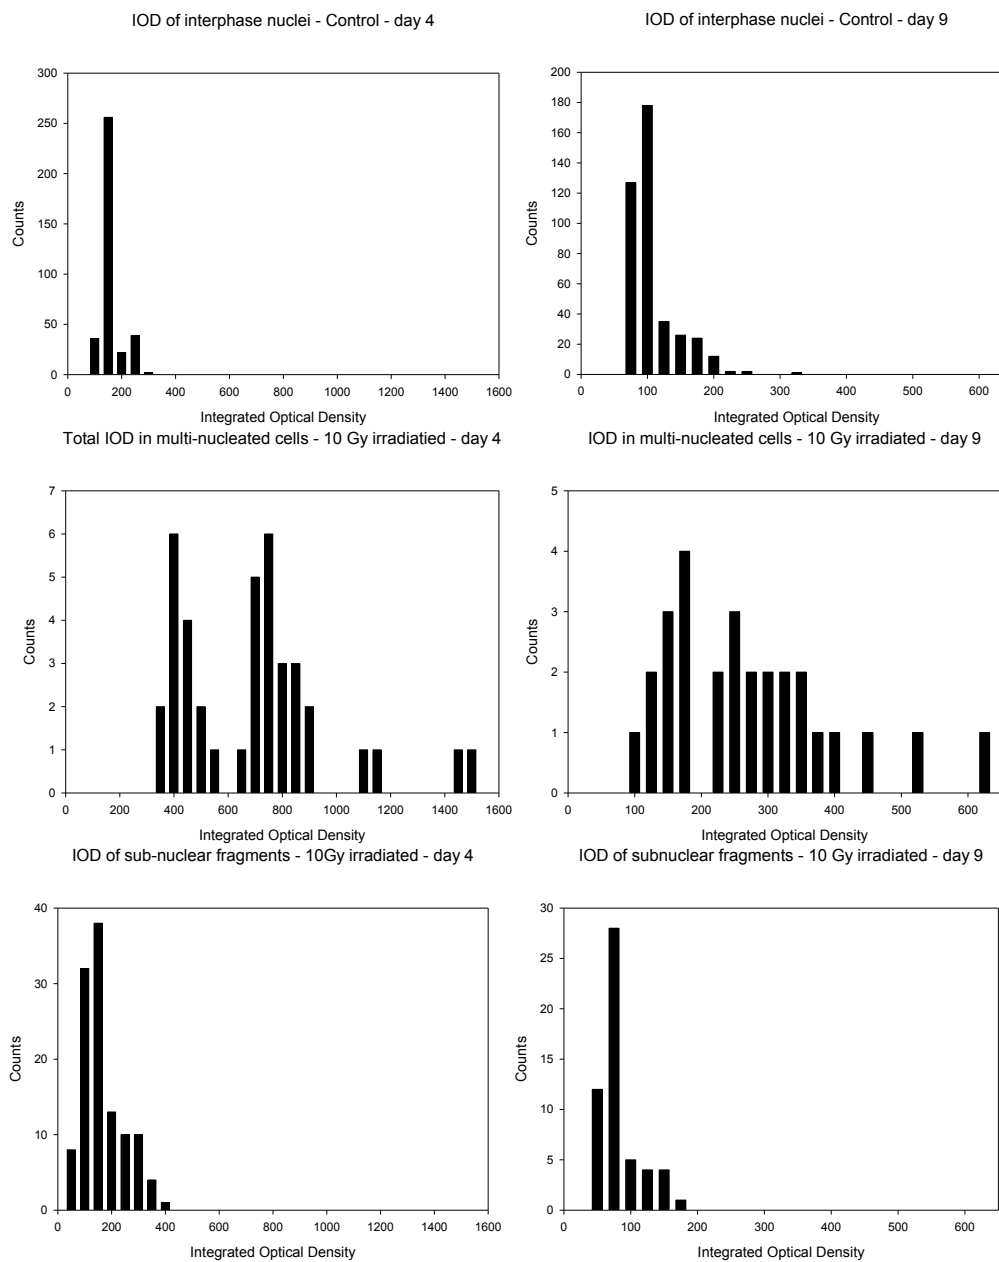 IOD of interphase nuclei - Control - day 4
300
250
200
150
100
50
0
Counts
0 200 400 600 800 1000 1200 1400 1600
Integrated Optical Density
IOD of interphase nuclei - Control - day 9
200
180
160
140
120
100
80
60
40
20
0
Counts
0 100 200 300 400 500 600
Integrated Optical Density
Total IOD in multi-nucleated cells - 10 Gy irradiatied - day 4
7
6
5
4
3
2
1
0
Counts
0 200 400 600 800 1000 1200 1400 1600
Integrated Optical Density
IOD in multi-nucleated cells - 10 Gy irradiated - day 9
5
4
3
2
1
0
Counts
0 100 200 300 400 500 600
Integrated Optical Density
IOD of sub-nuclear fragments - 10Gy irradiated - day 4
40
30
20
10
0
Counts
0 200 400 600 800 1000 1200 1400 1600
Integrated Optical Density
IOD of subnuclear fragments - 10 Gy irradiated - day 9
30
25
20
15
10
5
0
Counts
0 100 200 300 400 500 600
Integrated Optical Density